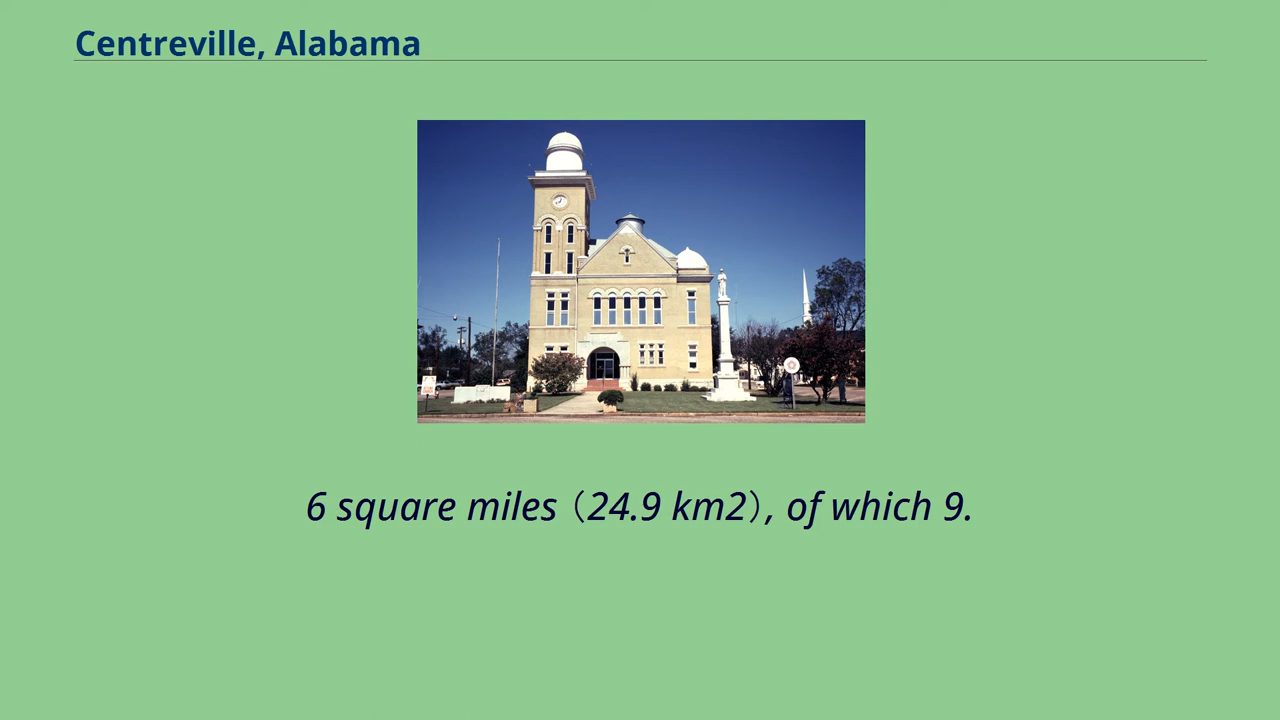 Centreville, Alabama
6 square miles（24.9 km2）, of which 9.